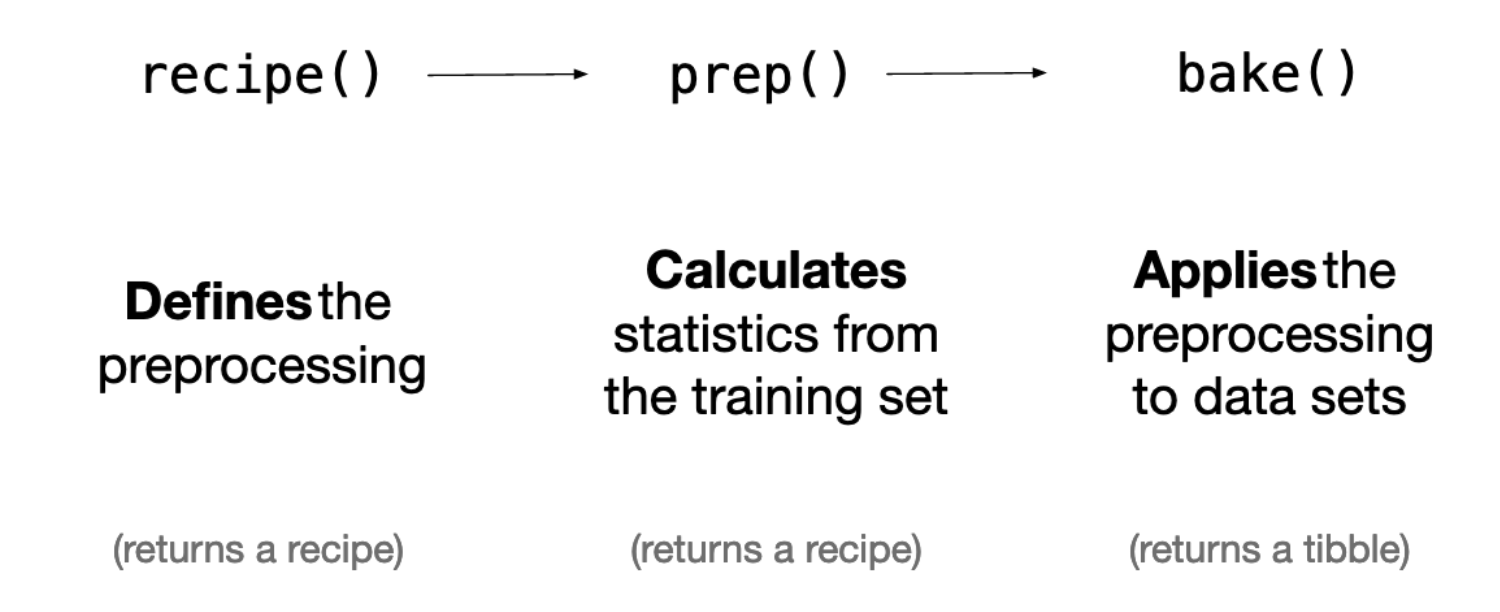 recipe() prep() bake()
Defines the
preprocessing
Calculates
statistics from
the training set
Applies the
preprocessing
to data sets
(returns a recipe) (returns a recipe) (returns a tibble)